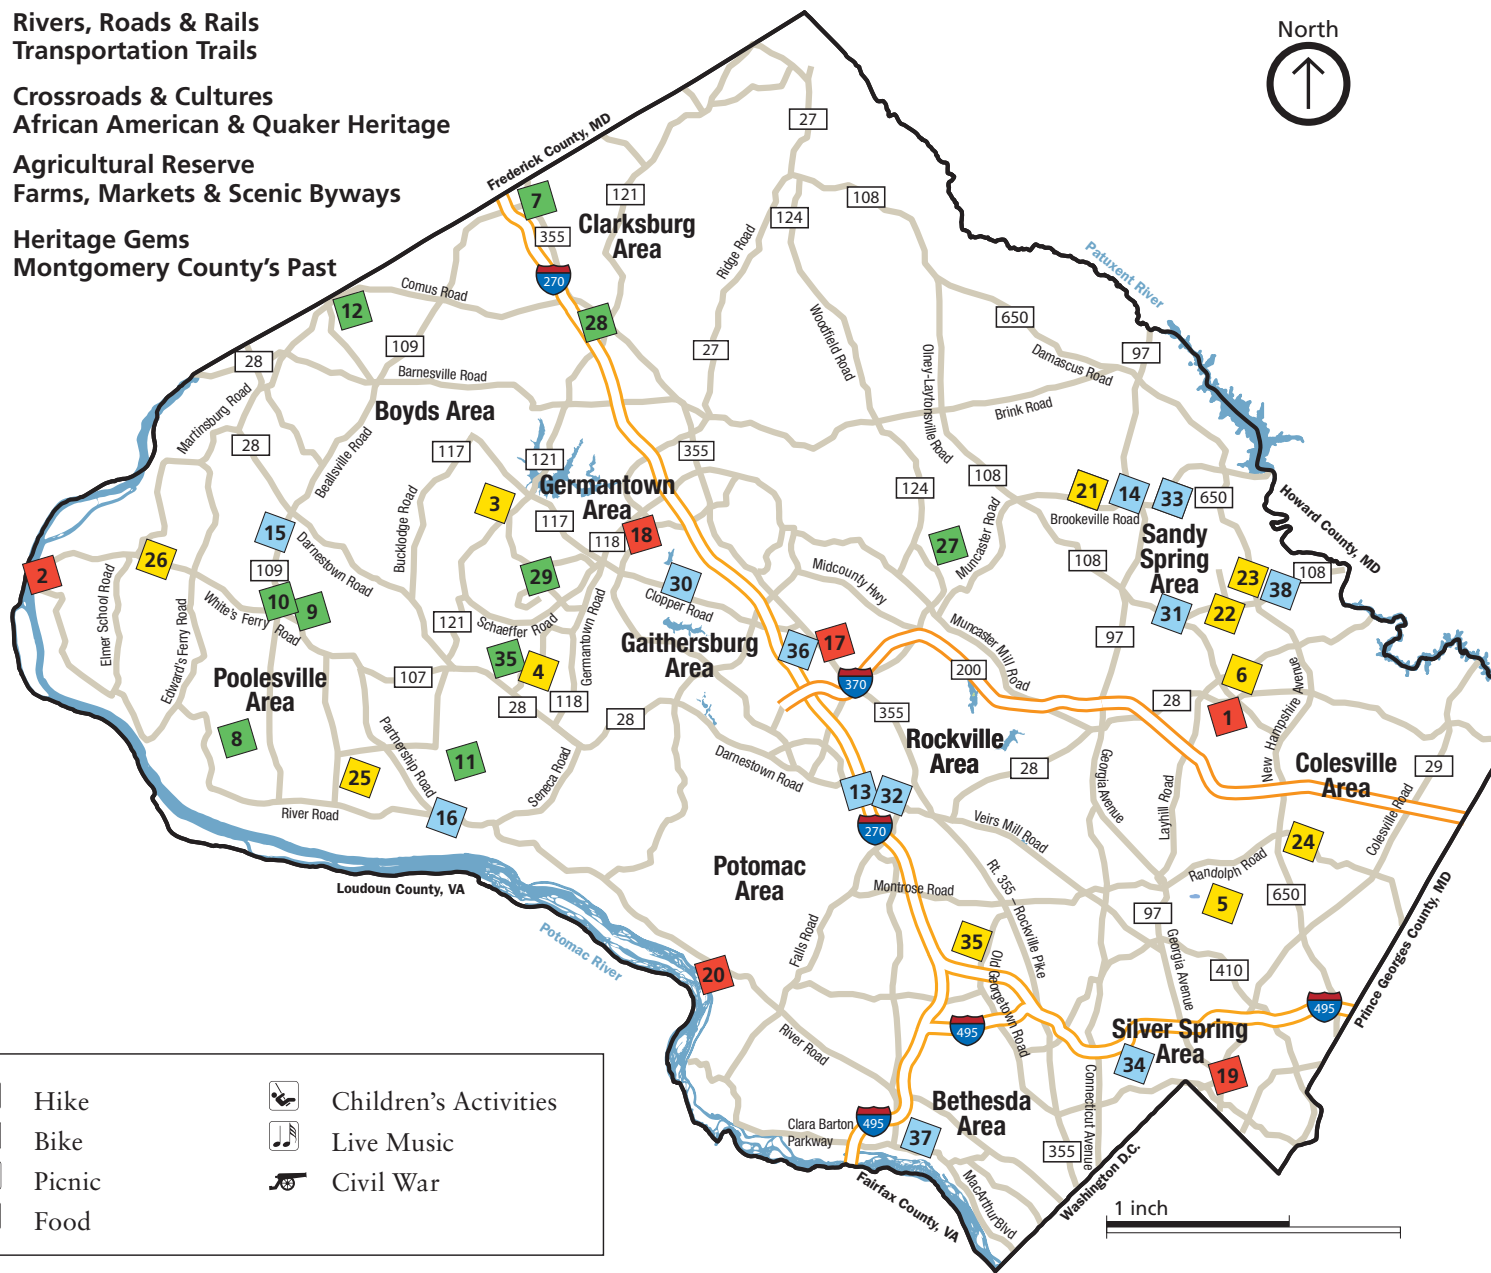 Rivers, Roads & Rails
Transportation Trails
Crossroads & Cultures
African American & Quaker Heritage
Agricultural Reserve
Farms, Markets & Scenic Byways
Heritage Gems
Montgomery County's Past
North
Frederick County, MD
27
7
121
108
124
355
Clarksburg
Area
Ridge Road
270
Patuxent River
Comus Road
12
28
650
Woodfield Road
109
27
97
28
Olney-Laytonsville Road
Damascus Road
Barnesville Road
Martinsburg Road
Boyds Area
Brink Road
28
Beallsville Road
117
121
355
Germantown
Area
108
124
21
14
33
650
Howard County, MD
Brookeville Road
Bucklodge Road
3
117
118
18
15
Darnestown Road
27
Muncaster Road
Sandy
Spring
Area
108
26
2
109
29
30
Clopper Road
Midcounty Hwy
23
38
108
10
9
Elmer School Road
White's Ferry Road
Edward's Ferry Road
121
Schaeffer Road
Germantown Road
31
22
Gaithersburg
Area
36
17
Muncaster Mill Road
97
35
4
6
Poolesville
Area
107
370
200
New Hampshire Avenue
28
118
28
28
1
355
8
Partnership Road
11
Seneca Road
Darnestown Road
Rockville
Area
28
Georgia Avenue
Layhill Road
Colesville
Area
29
25
River Road
16
13
32
270
Veirs Mill Road
Colesville Road
24
Randolph Road
Potomac
Area
Montrose Road
Rt. 355 – Rockville Pike
650
5
97
Loudoun County, VA
Potomac River
Falls Road
35
Old Georgetown Road
Georgia Avenue
410
Prince Georges County, MD
20
495
495
River Road
Silver Spring
Area
34
19
Connecticut Avenue
Bethesda
Area
495
Clara Barton
Parkway
37
355
MacArthur Blvd
Washington D.C.
Fairfax County, VA
1 inch
Hike
Bike
Picnic
Food
Children's Activities
Live Music
Civil War